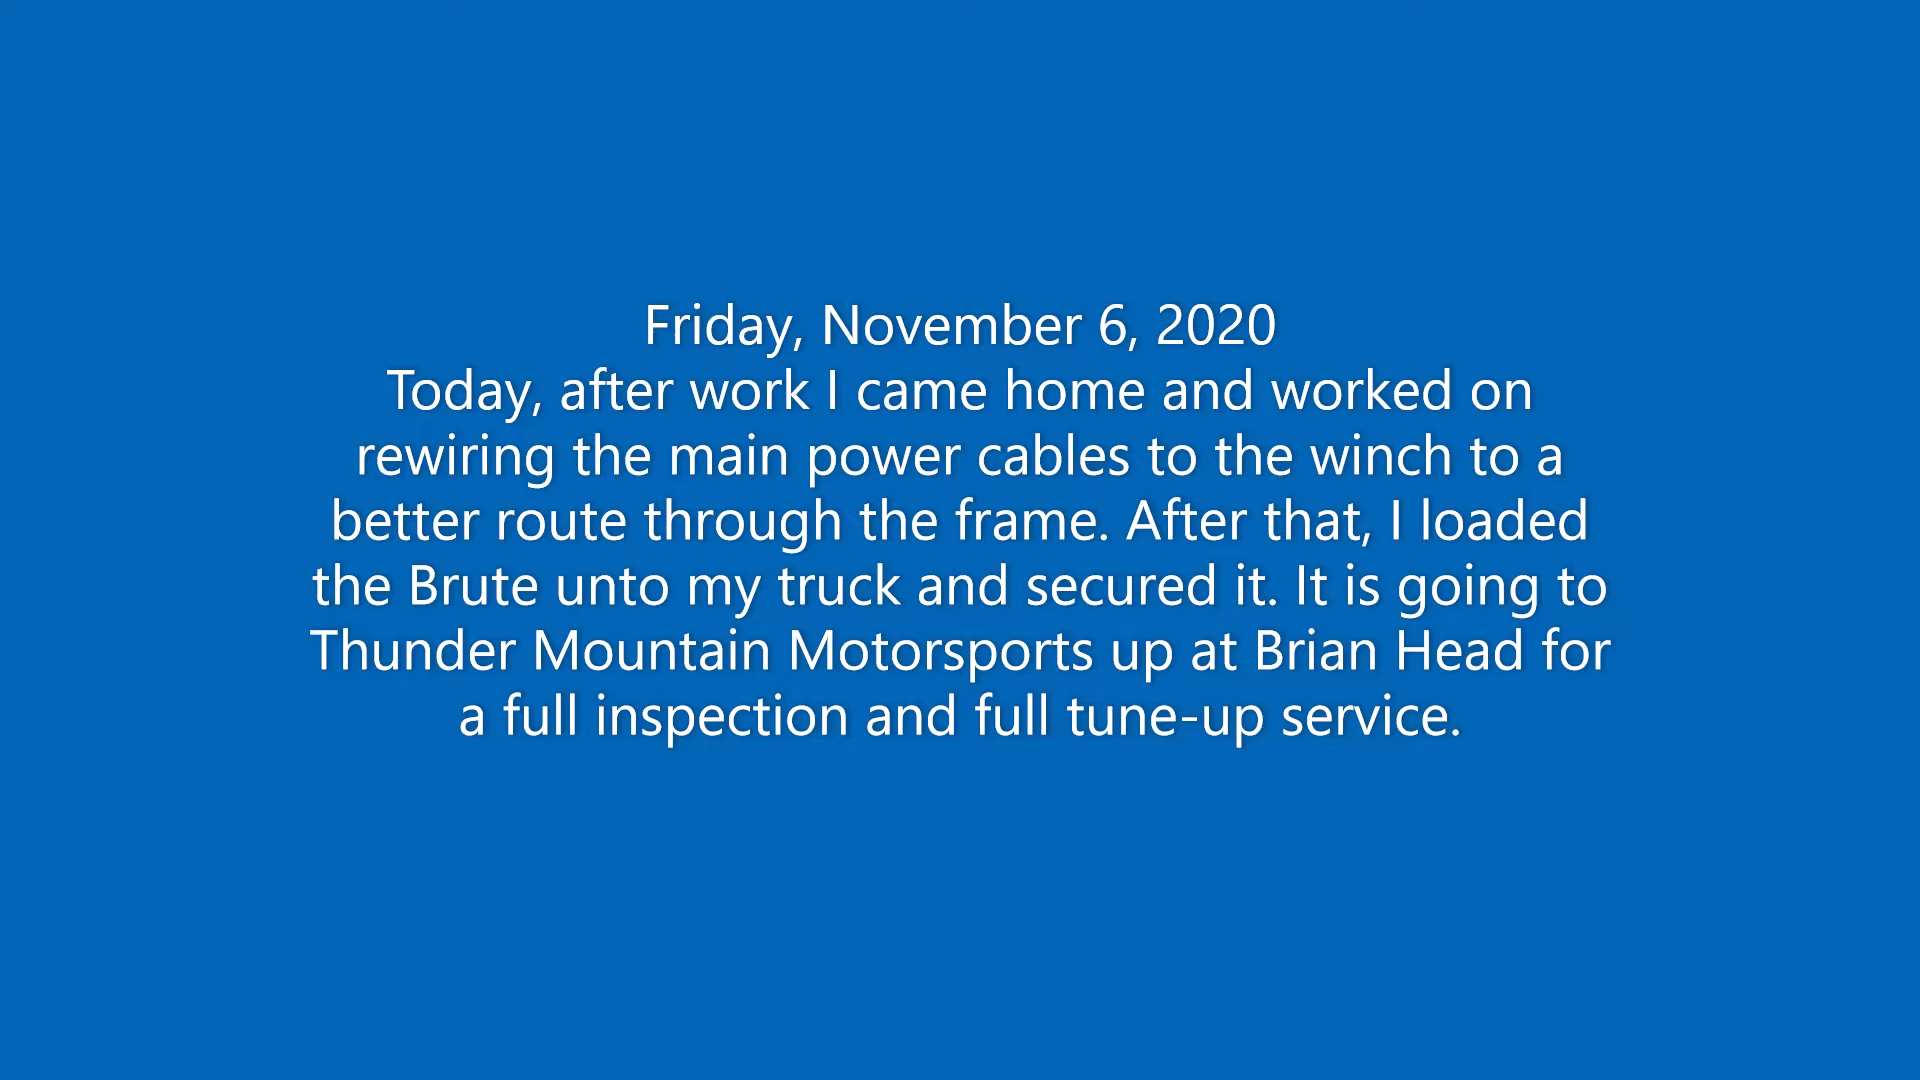 Friday, November 6, 2020
Today, after work I came home and worked on
rewiring the main power cables to the winch to a
better route through the frame. After that, I loaded
the Brute unto my truck and secured it. It is going to
Thunder Mountain Motorsports up at Brian Head for
a full inspection and full tune-up service.